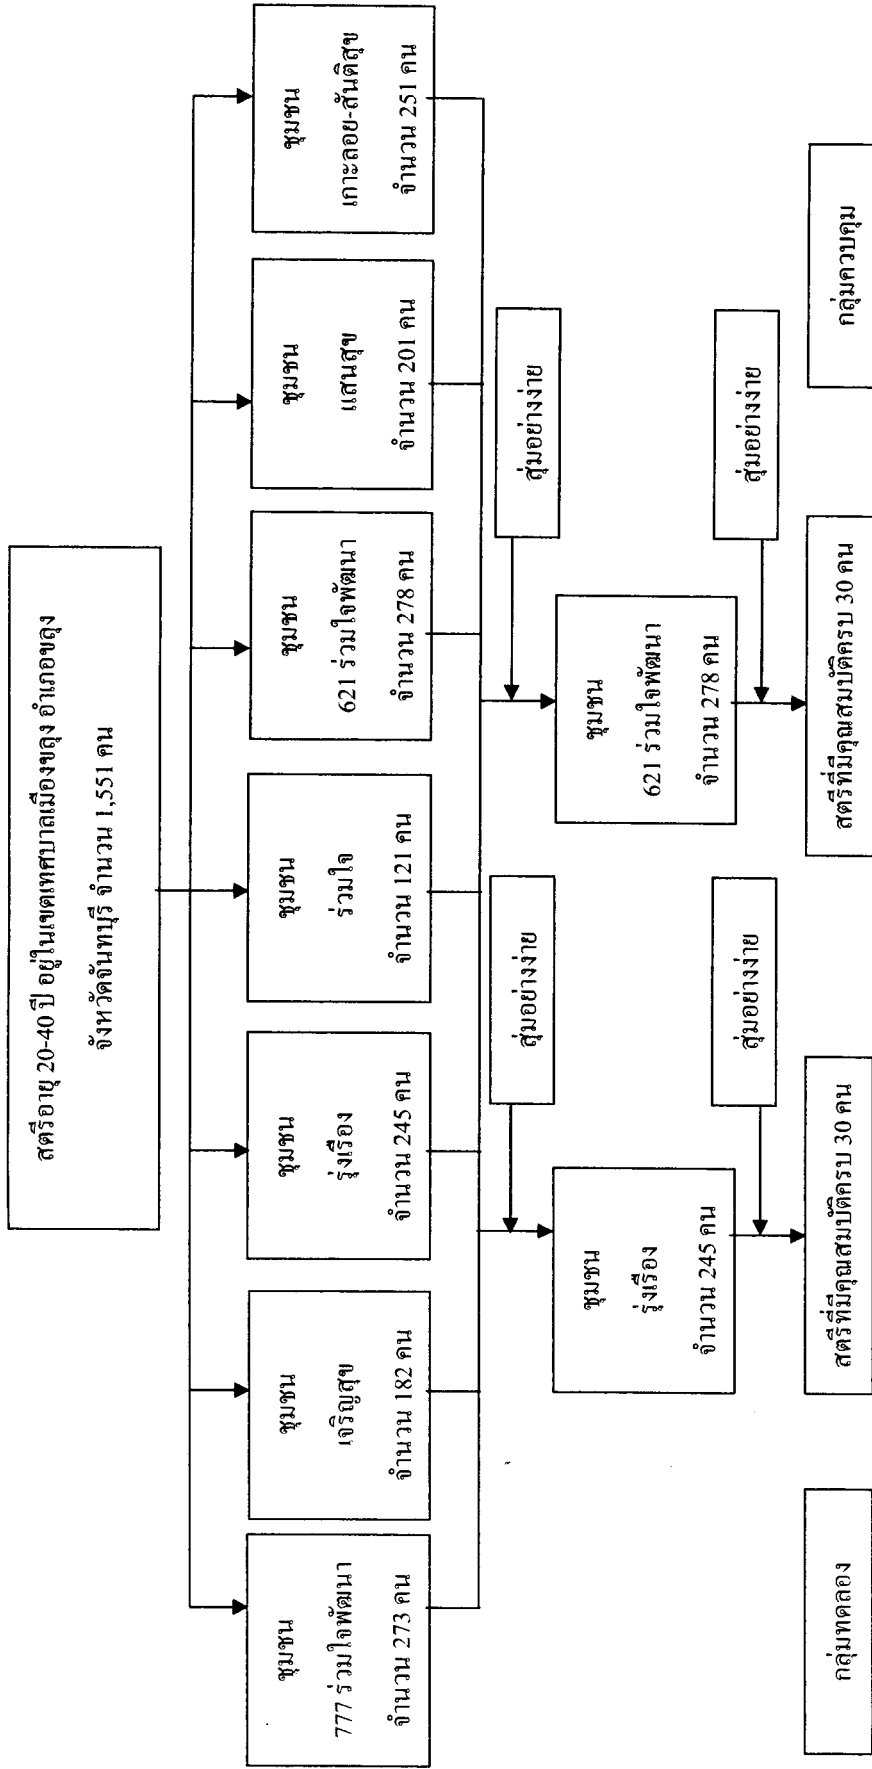 สตรีอายุ 20-40 ปี อยู่ในเขตเทศบาลเมืองขลุง อำเภอขลุง
จังหวัดจันทบุรี จำนวน 1,551 คน
ชุมชน
777 ร่วมใจพัฒนา
จำนวน 273 คน
ชุมชน
เจริญสุข
จำนวน 182 คน
ชุมชน
รุ่งเรือง
จำนวน 245 คน
ชุมชน
ร่วมใจ
จำนวน 121 คน
ชุมชน
621 ร่วมใจพัฒนา
จำนวน 278 คน
ชุมชน
แสนสุข
จำนวน 201 คน
ชุมชน
เกาะลอย-สันติสุข
จำนวน 251 คน
สุ่มอย่างง่าย
สุ่มอย่างง่าย
ชุมชน
รุ่งเรือง
จำนวน 245 คน
ชุมชน
621 ร่วมใจพัฒนา
จำนวน 278 คน
สุ่มอย่างง่าย
สุ่มอย่างง่าย
กลุ่มทดลอง
สตรีที่มีคุณสมบัติครบ 30 คน
สตรีที่มีคุณสมบัติครบ 30 คน
กลุ่มควบคุม